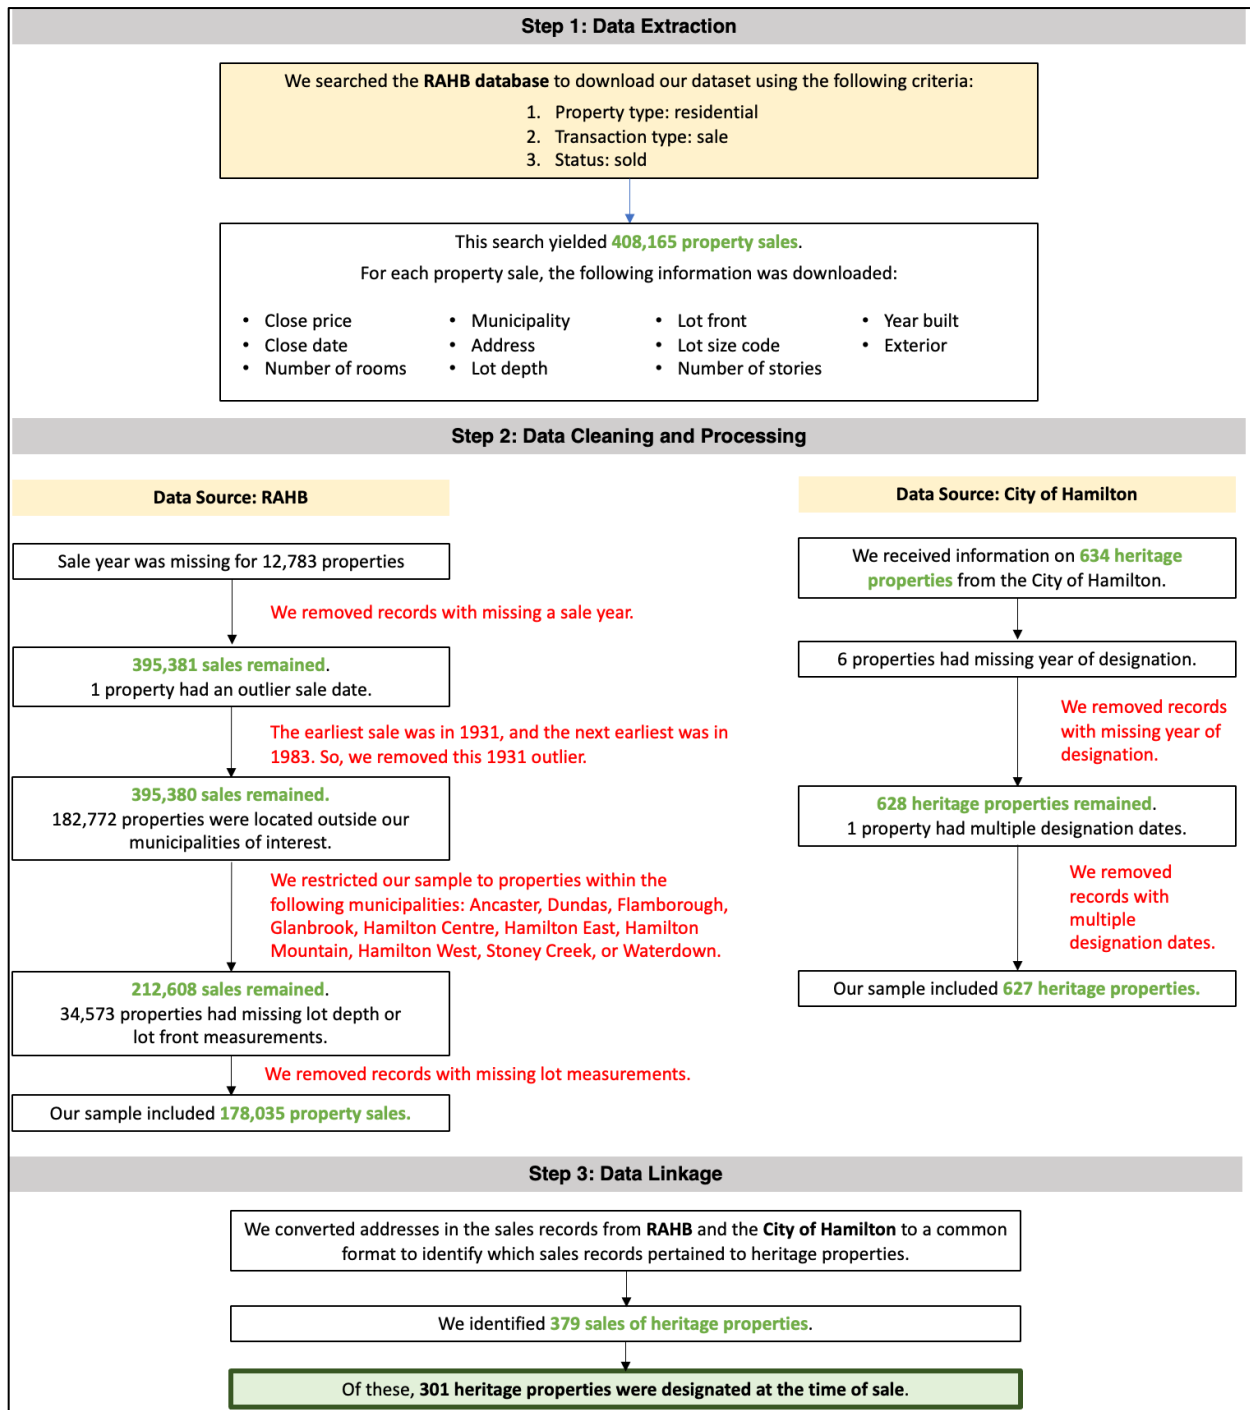 Step 1: Data Extraction
We searched the RAHB database to download our dataset using the following criteria:
1. Property type: residential
2. Transaction type: sale
3. Status: sold
This search yielded 408,165 property sales.
For each property sale, the following information was downloaded:
• Close price
• Close date
• Number of rooms
• Municipality
• Address
• Lot depth
• Lot front
• Lot size code
• Number of stories
• Year built
• Exterior
Step 2: Data Cleaning and Processing
Data Source: RAHB
Sale year was missing for 12,783 properties
We removed records with missing a sale year.
395,381 sales remained.
1 property had an outlier sale date.
The earliest sale was in 1931, and the next earliest was in
1983. So, we removed this 1931 outlier.
395,380 sales remained.
182,772 properties were located outside our
municipalities of interest.
We restricted our sample to properties within the
following municipalities: Ancaster, Dundas, Flamborough,
Glanbrook, Hamilton Centre, Hamilton East, Hamilton
Mountain, Hamilton West, Stoney Creek, or Waterdown.
212,608 sales remained.
34,573 properties had missing lot depth or
lot front measurements.
We removed records with missing lot measurements.
Our sample included 178,035 property sales.
Data Source: City of Hamilton
We received information on 634 heritage
properties from the City of Hamilton.
6 properties had missing year of designation.
We removed records
with missing year of
designation.
628 heritage properties remained.
1 property had multiple designation dates.
We removed
records with
multiple
designation dates.
Our sample included 627 heritage properties.
Step 3: Data Linkage
We converted addresses in the sales records from RAHB and the City of Hamilton to a common
format to identify which sales records pertained to heritage properties.
We identified 379 sales of heritage properties.
Of these, 301 heritage properties were designated at the time of sale.